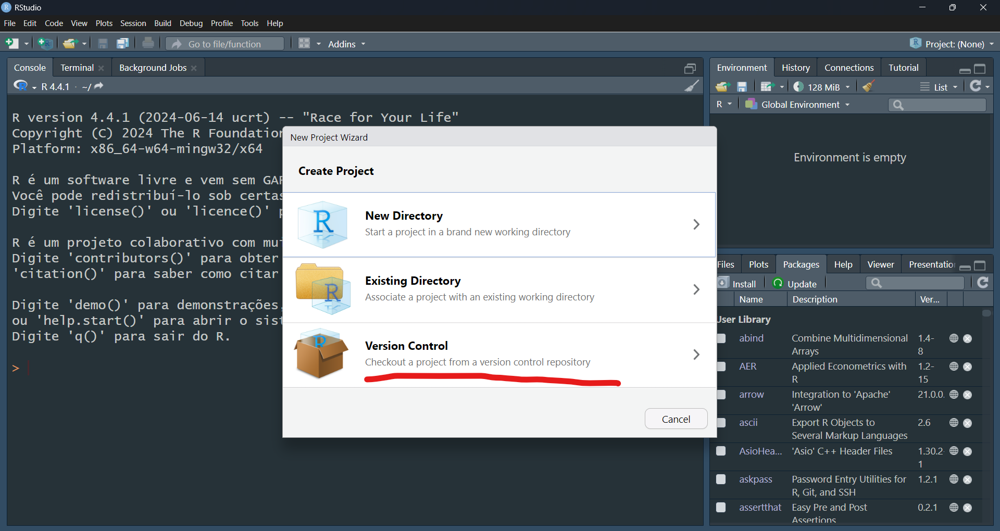 RStudio
File Edit Code View Plots Session Build Debug Profile Tools Help
Go to file/function Addins Project: (None)
Console Terminal Background Jobs
R 4.4.1 · ~/
R version 4.4.1 (2024-06-14 ucrt) -- "Race for Your Life"
Copyright (C) 2024 The R Foundation
Platform: x86_64-w64-mingw32/x64
R é um software livre e vem sem
Você pode redistribuí-lo sob certas
Digite 'license()' ou 'licence()'
R é um projeto colaborativo com
Digite 'contributors()' para obter
'citation()' para saber como citar
Digite 'demo()' para demonstrações,
ou 'help.start()' para abrir o
Digite 'q()' para sair do R.
>
New Project Wizard
Create Project
R
New Directory
Start a project in a brand new working directory
R
Existing Directory
Associate a project with an existing working directory
R
Version Control
Checkout a project from a version control repository
Cancel
Environment History Connections Tutorial
128 MiB List
R Global Environment
Environment is empty
Files Plots Packages Help Viewer
Install Update
Name Description Ver...
User Library
abind Combine Multidimensional 1.4-
Arrays 8
AER Applied Econometrics with 1.2-
R 15
arrow Integration to 'Apache' 21.0.0.
'Arrow'
ascii Export R Objects to 2.6
Several Markup Languages
AsioHea... 'Asio' C++ Header Files 1.30.2-
1
askpass Password Entry Utilities for 1.2.1
R, Git, and SSH
assertthat Easy Pre and Post 0.2.1
Assertions